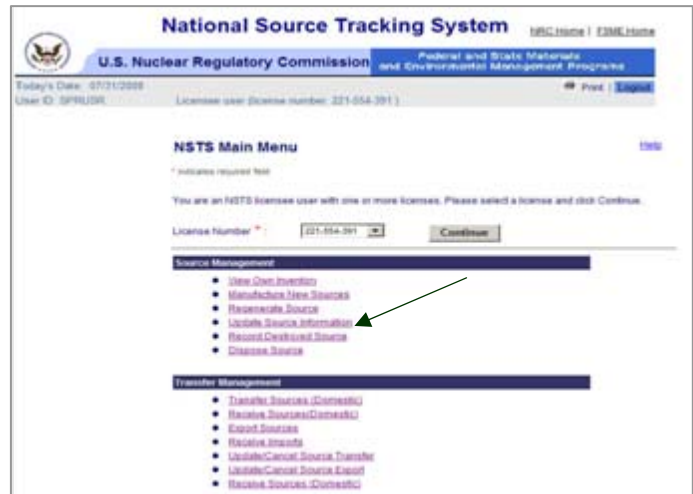 National Source Tracking System
NRC Home | FSME Home
U.S. Nuclear Regulatory Commission
Federal and State Materials
and Environmental Management Programs
Today's Date: 07/31/2008
Print | Logout
User ID: SPRUSR
Licensee user (license number: 221-554-391 )
NSTS Main Menu
Help
* indicates required field
You are an NSTS licensee user with one or more licenses. Please select a license and click Continue.
License Number * :
221-554-391
Continue
Source Management
View Own Invention
Manufacture New Sources
Regenerate Source
Update Source Information
Record Destroyed Source
Dispose Source
Transfer Management
Transfer Sources (Domestic)
Receive Sources(Domestic)
Export Sources
Receive Imports
Update/Cancel Source Transfer
Update/Cancel Source Export
Receive Sources (Domestic)